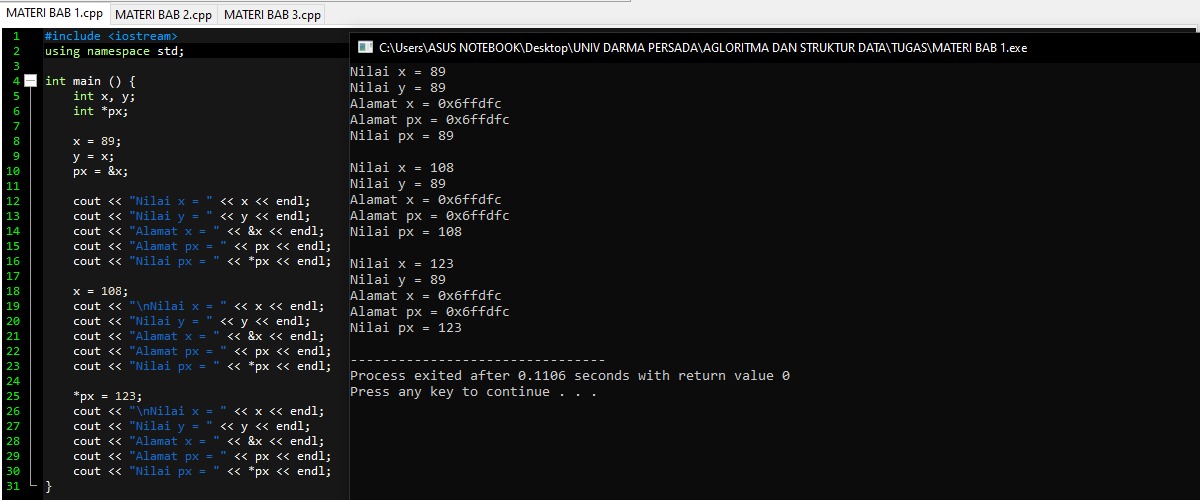 MATERI BAB 1.cpp MATERI BAB 2.cpp MATERI BAB 3.cpp
1 #include <iostream>
2 using namespace std;
3
4 int main () {
5 int x, y;
6 int *px;
7
8 x = 89;
9 y = x;
10 px = &x;
11
12 cout << "Nilai x = " << x << endl;
13 cout << "Nilai y = " << y << endl;
14 cout << "Alamat x = " << &x << endl;
15 cout << "Alamat px = " << px << endl;
16 cout << "Nilai px = " << *px << endl;
17
18 x = 108;
19 cout << "\nNilai x = " << x << endl;
20 cout << "Nilai y = " << y << endl;
21 cout << "Alamat x = " << &x << endl;
22 cout << "Alamat px = " << px << endl;
23 cout << "Nilai px = " << *px << endl;
24
25 *px = 123;
26 cout << "\nNilai x = " << x << endl;
27 cout << "Nilai y = " << y << endl;
28 cout << "Alamat x = " << &x << endl;
29 cout << "Alamat px = " << px << endl;
30 cout << "Nilai px = " << *px << endl;
31 }
C:\Users\ASUS NOTEBOOK\Desktop\UNIV DARMA PERSADA\AGLORITMA DAN STRUKTUR DATA\TUGAS\MATERI BAB 1.exe
Nilai x = 89
Nilai y = 89
Alamat x = 0x6ffdfc
Alamat px = 0x6ffdfc
Nilai px = 89
Nilai x = 108
Nilai y = 89
Alamat x = 0x6ffdfc
Alamat px = 0x6ffdfc
Nilai px = 108
Nilai x = 123
Nilai y = 89
Alamat x = 0x6ffdfc
Alamat px = 0x6ffdfc
Nilai px = 123
--------------------------------
Process exited after 0.1106 seconds with return value 0
Press any key to continue . . .